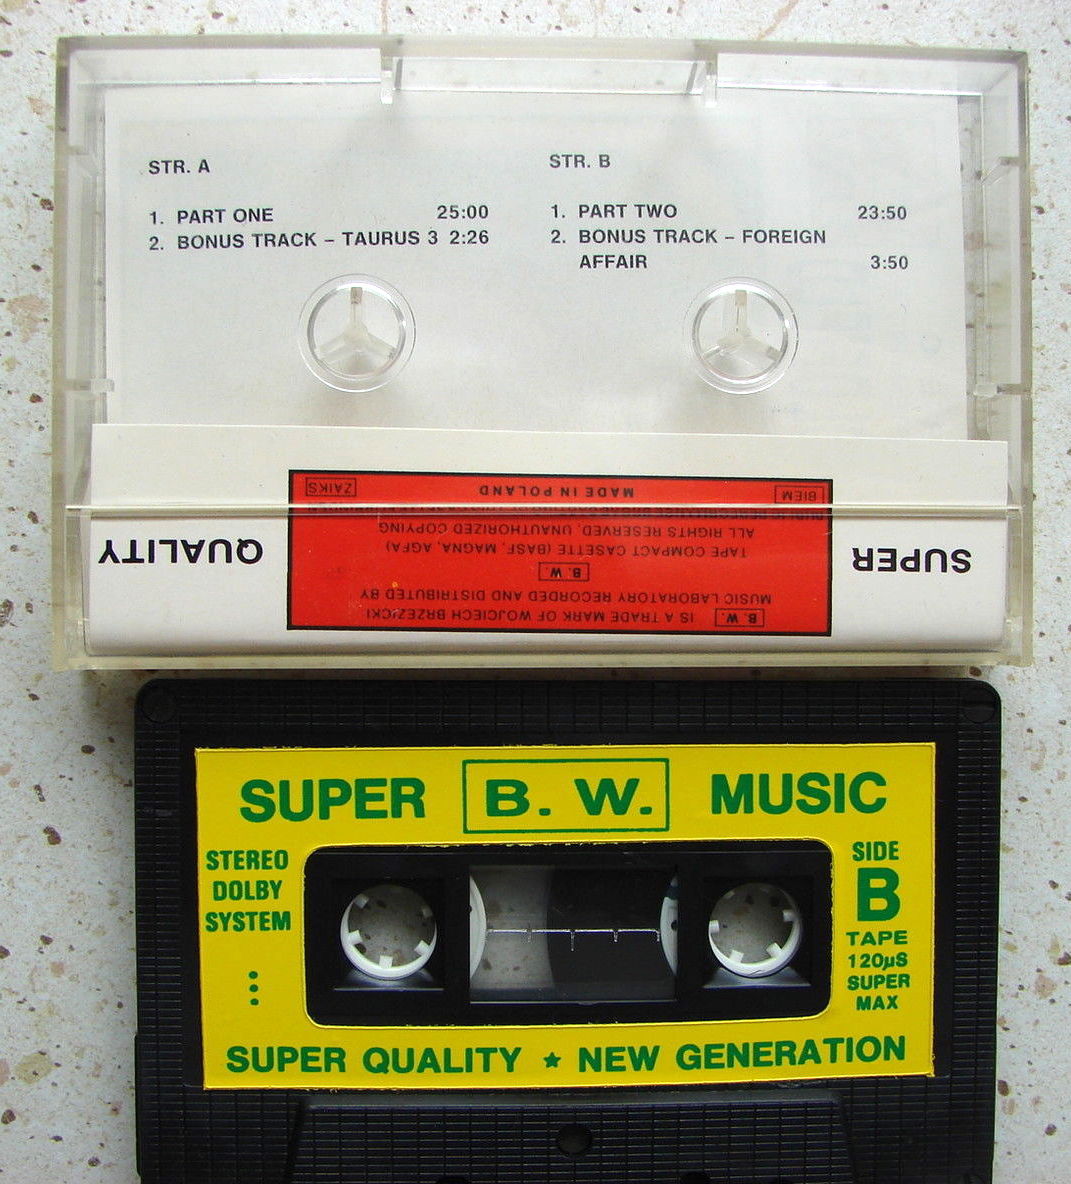 STR. A
1. PART ONE 25:00
2. BONUS TRACK – TAURUS 3 2:26
STR. B
1. PART TWO 23:50
2. BONUS TRACK – FOREIGN
AFFAIR 3:50
SUPER QUALITY
B. W. IS A TRADE MARK OF WOJCIECH BRZEZICKI
MUSIC LABORATORY RECORDED AND DISTRIBUTED BY
B. W.
TAPE COMPACT CASETTE (BASF, MAGNA, AGFA)
ALL RIGHTS RESERVED, UNAUTHORIZED COPYING
BIEM MADE IN POLAND ZAIKS
SUPER B. W. MUSIC
STEREO
DOLBY
SYSTEM
SIDE
B
TAPE
120µS
SUPER
MAX
SUPER QUALITY ★ NEW GENERATION